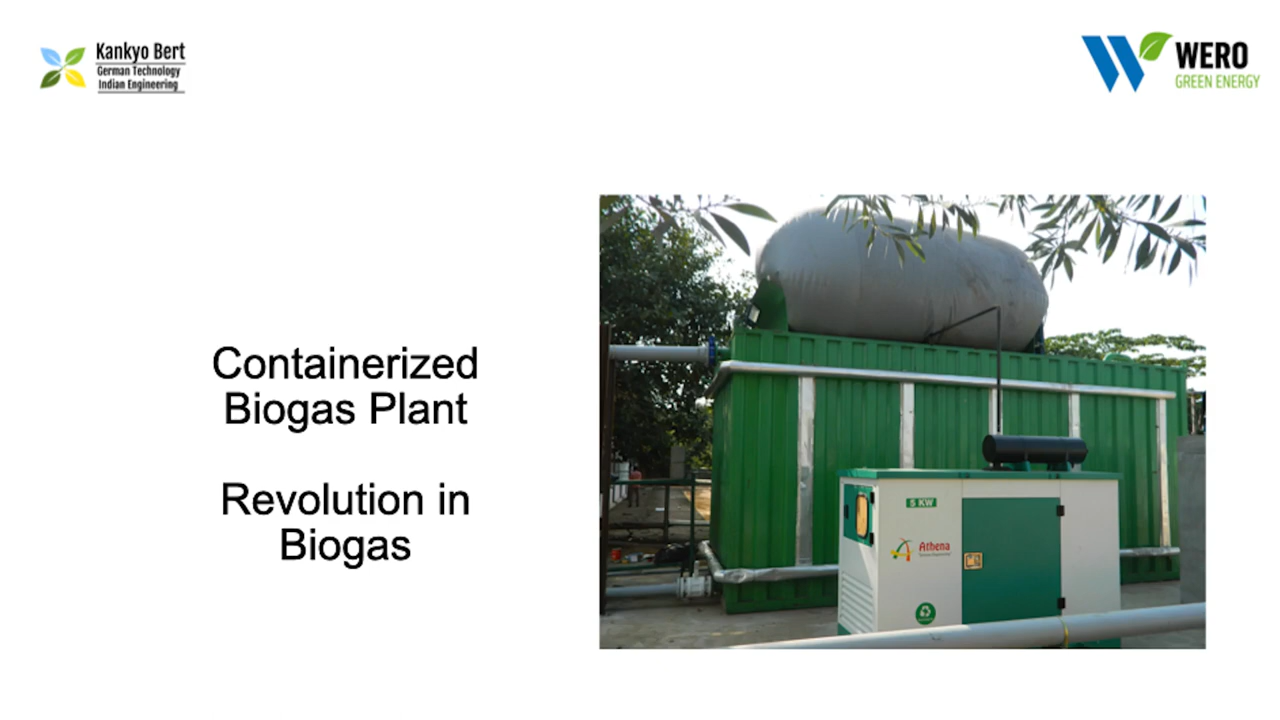 Kankyo Bert
German Technology
Indian Engineering
WERO
GREEN ENERGY
Containerized
Biogas Plant
Revolution in
Biogas
5 KW
Athena